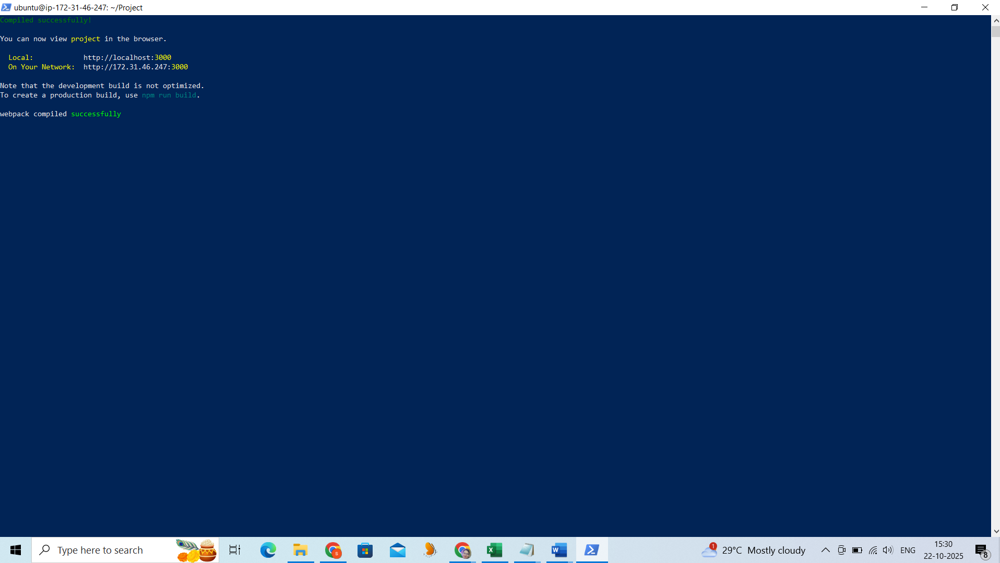 ubuntu@ip-172-31-46-247: ~/Project
Compiled successfully!
You can now view project in the browser.
Local: http://localhost:3000
On Your Network: http://172.31.46.247:3000
Note that the development build is not optimized.
To create a production build, use npm run build.
webpack compiled successfully
Type here to search
S
X
W
1
29°C Mostly cloudy
ENG
15:30
22-10-2025
8